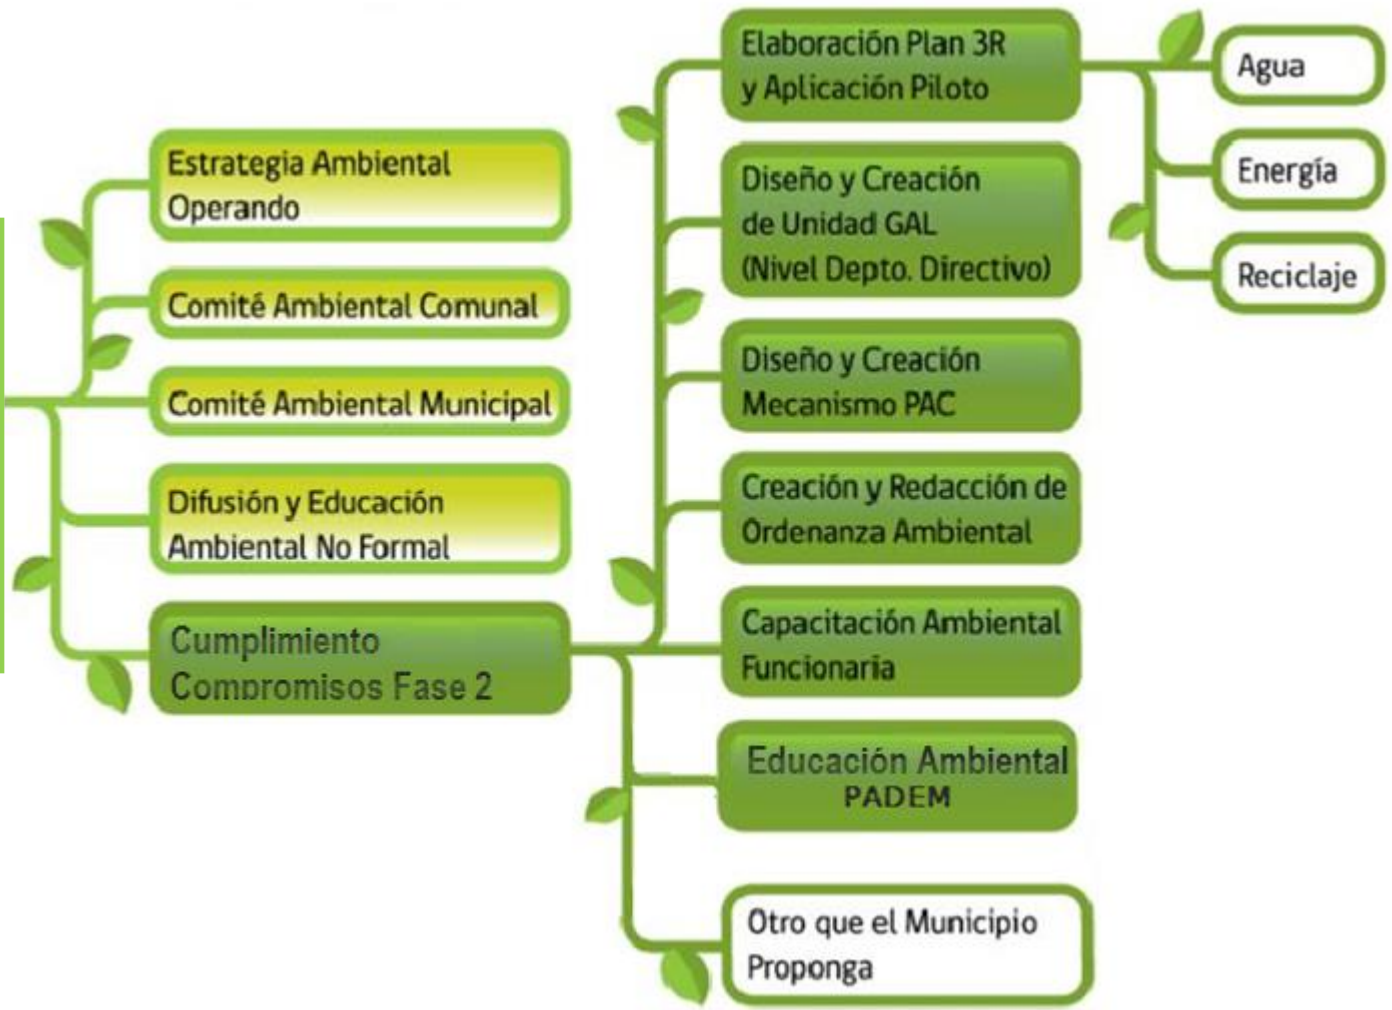 Estrategia Ambiental
Operando
Comité Ambiental Comunal
Comité Ambiental Municipal
Difusión y Educación
Ambiental No Formal
Cumplimiento
Compromisos Fase 2
Elaboración Plan 3R
y Aplicación Piloto
Diseño y Creación
de Unidad GAL
(Nivel Depto. Directivo)
Diseño y Creación
Mecanismo PAC
Creación y Redacción de
Ordenanza Ambiental
Capacitación Ambiental
Funcionaria
Educación Ambiental
PADEM
Otro que el Municipio
Proponga
Agua
Energía
Reciclaje